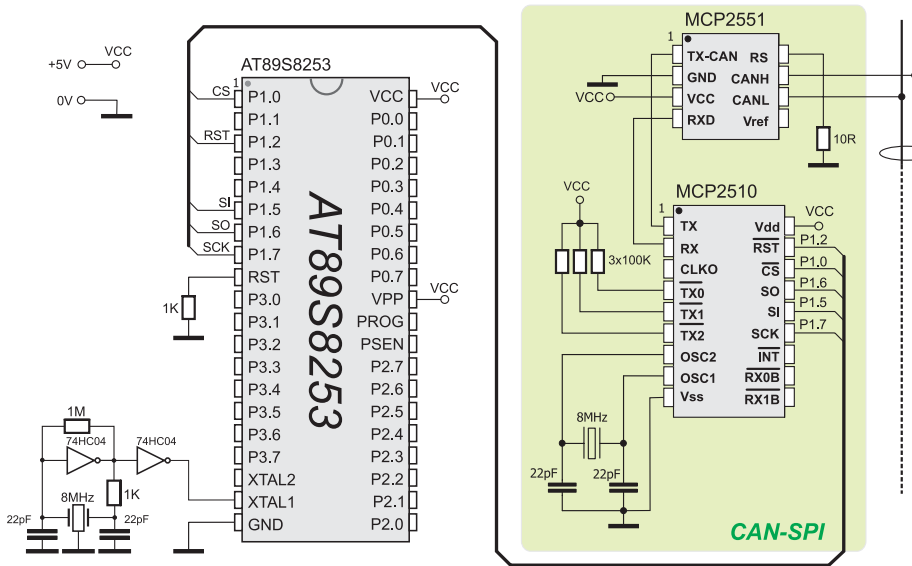 +5V
VCC
0V
AT89S8253
1
CS
RST
SI
SO
SCK
P1.0
P1.1
P1.2
P1.3
P1.4
P1.5
P1.6
P1.7
RST
P3.0
P3.1
P3.2
P3.3
P3.4
P3.5
P3.6
P3.7
XTAL2
XTAL1
GND
AT89S8253
VCC
P0.0
P0.1
P0.2
P0.3
P0.4
P0.5
P0.6
P0.7
VPP
PROG
PSEN
P2.7
P2.6
P2.5
P2.4
P2.3
P2.2
P2.1
P2.0
VCC
VCC
1K
1M
74HC04
74HC04
1K
8MHz
22pF
22pF
MCP2551
1
TX-CAN
GND
VCC
RXD
RS
CANH
CANL
Vref
VCC
10R
MCP2510
1
VCC
3x100K
TX
RX
CLKO
TX0
TX1
TX2
OSC2
OSC1
Vss
Vdd
RST
CS
SO
SI
SCK
INT
RX0B
RX1B
VCC
P1.2
P1.0
P1.6
P1.5
P1.7
8MHz
22pF
22pF
CAN-SPI